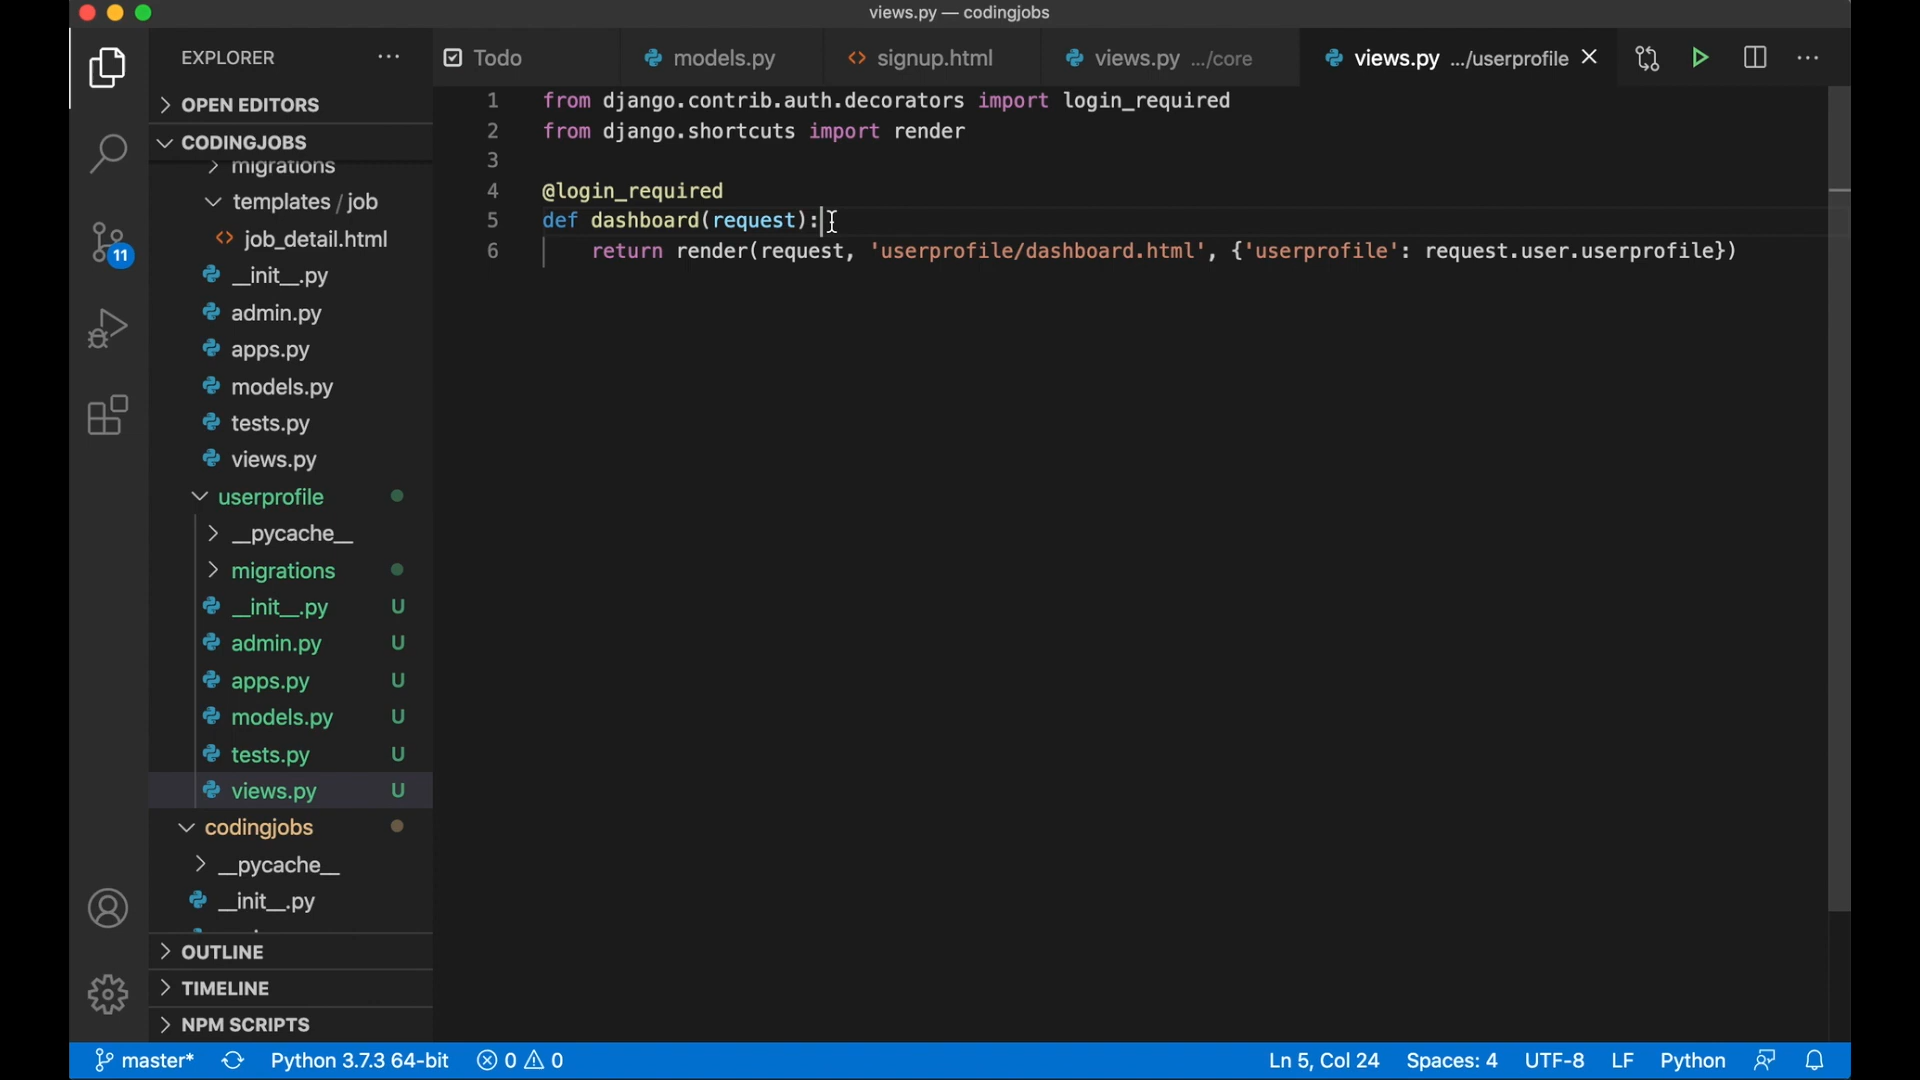 views.py — codingjobs
EXPLORER ···
Todo
models.py
signup.html
views.py .../core
views.py .../userprofile
OPEN EDITORS
CODINGJOBS
migrations
templates / job
job_detail.html
__init__.py
admin.py
apps.py
models.py
tests.py
views.py
userprofile
__pycache__
migrations
__init__.py U
admin.py U
apps.py U
models.py U
tests.py U
views.py U
codingjobs
__pycache__
__init__.py
OUTLINE
TIMELINE
NPM SCRIPTS
11
1 from django.contrib.auth.decorators import login_required
2 from django.shortcuts import render
3
4 @login_required
5 def dashboard(request):
6 return render(request, 'userprofile/dashboard.html', {'userprofile': request.user.userprofile})
master* Python 3.7.3 64-bit 0 0 Ln 5, Col 24 Spaces: 4 UTF-8 LF Python